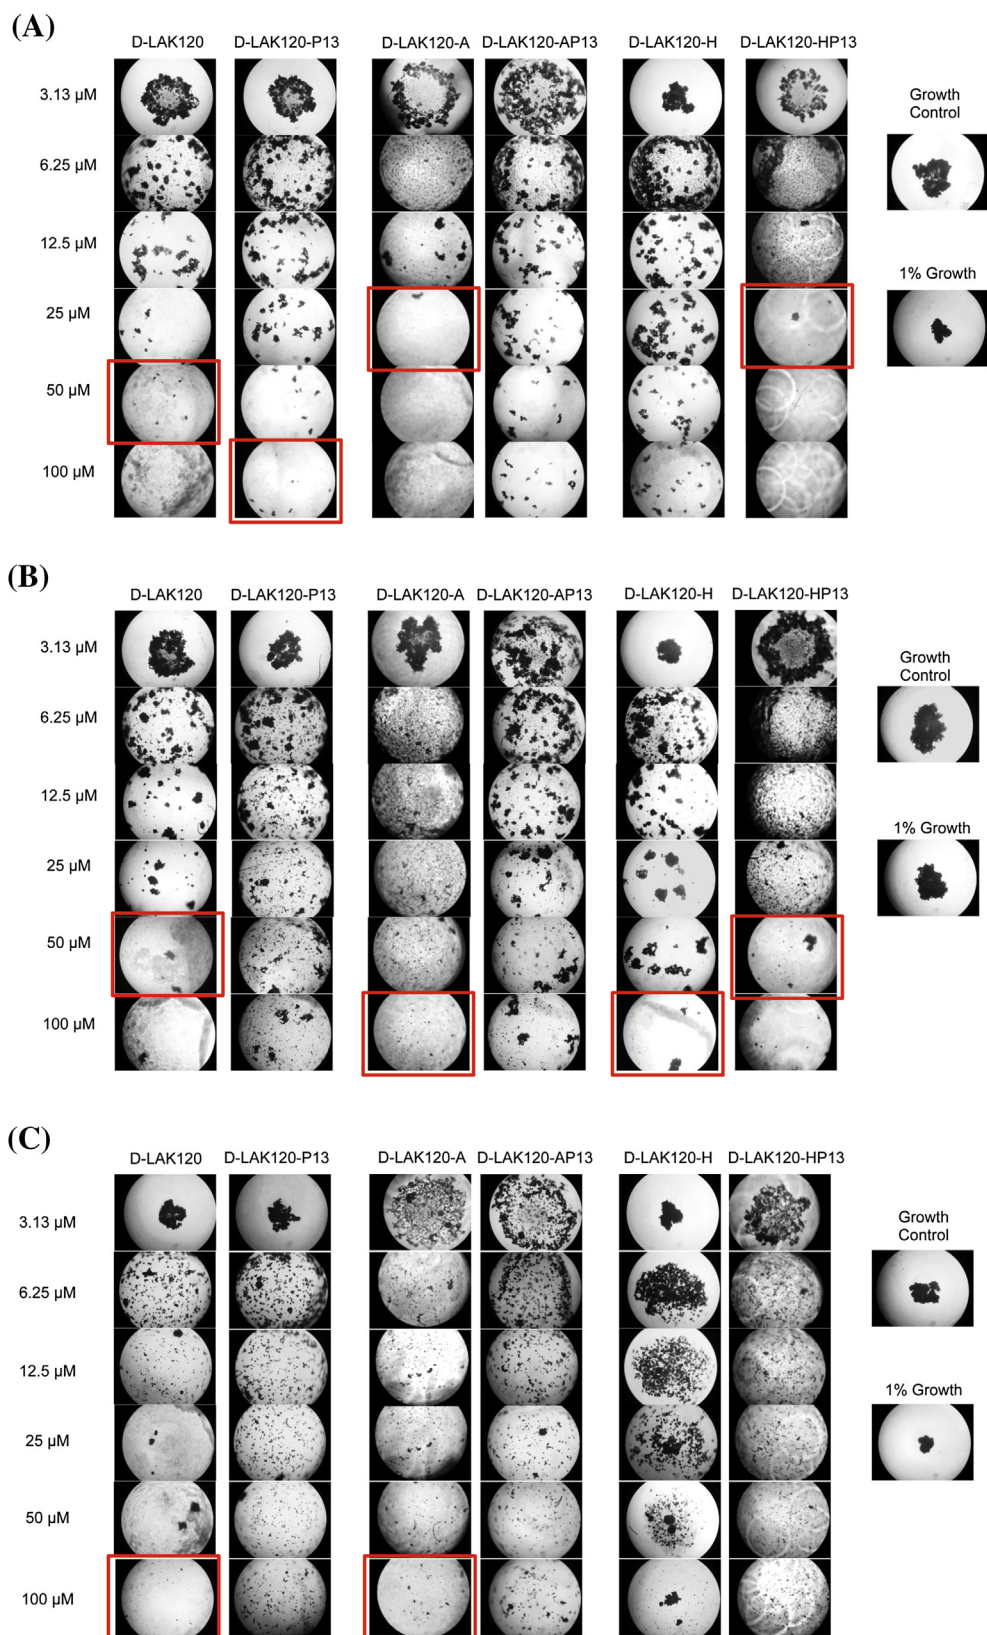 (A)
D-LAK120 D-LAK120-P13 D-LAK120-A D-LAK120-AP13 D-LAK120-H D-LAK120-HP13
3.13 µM
Growth
Control
6.25 µM
12.5 µM
1% Growth
25 µM
50 µM
100 µM
(B)
D-LAK120 D-LAK120-P13 D-LAK120-A D-LAK120-AP13 D-LAK120-H D-LAK120-HP13
3.13 µM
Growth
Control
6.25 µM
12.5 µM
1% Growth
25 µM
50 µM
100 µM
(C)
D-LAK120 D-LAK120-P13 D-LAK120-A D-LAK120-AP13 D-LAK120-H D-LAK120-HP13
3.13 µM
Growth
Control
6.25 µM
12.5 µM
1% Growth
25 µM
50 µM
100 µM